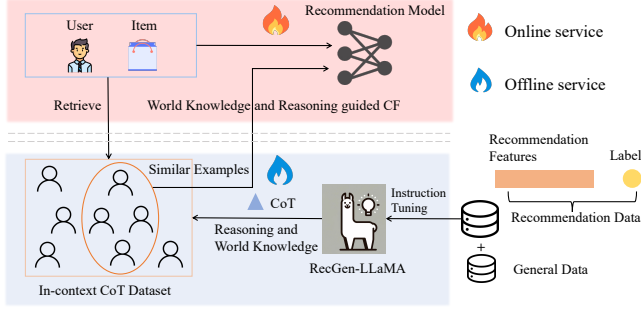 Recommendation Model
User
Item
Online service
Offline service
Retrieve
World Knowledge and Reasoning guided CF
Recommendation
Features
Label
Similar Examples
CoT
Instruction
Tuning
Reasoning and
World Knowledge
Recommendation Data
+
General Data
RecGen-LLaMA
In-context CoT Dataset